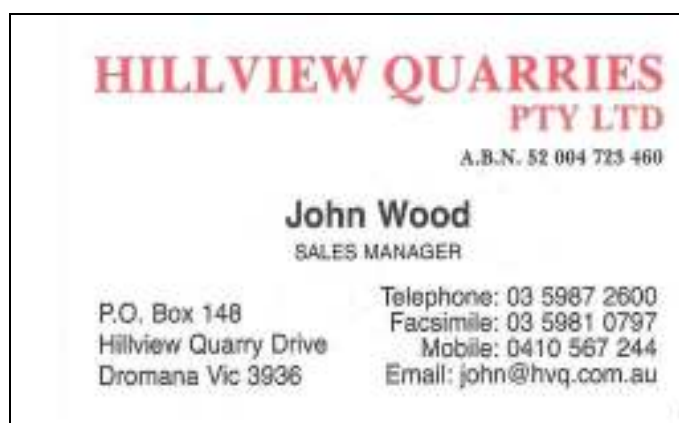 HILLVIEW QUARRIES
PTY LTD
A.B.N. 52 004 723 460
John Wood
SALES MANAGER
P.O. Box 148
Hillview Quarry Drive
Dromana Vic 3936
Telephone: 03 5987 2600
Facsimile: 03 5981 0797
Mobile: 0410 567 244
Email: john@hvq.com.au